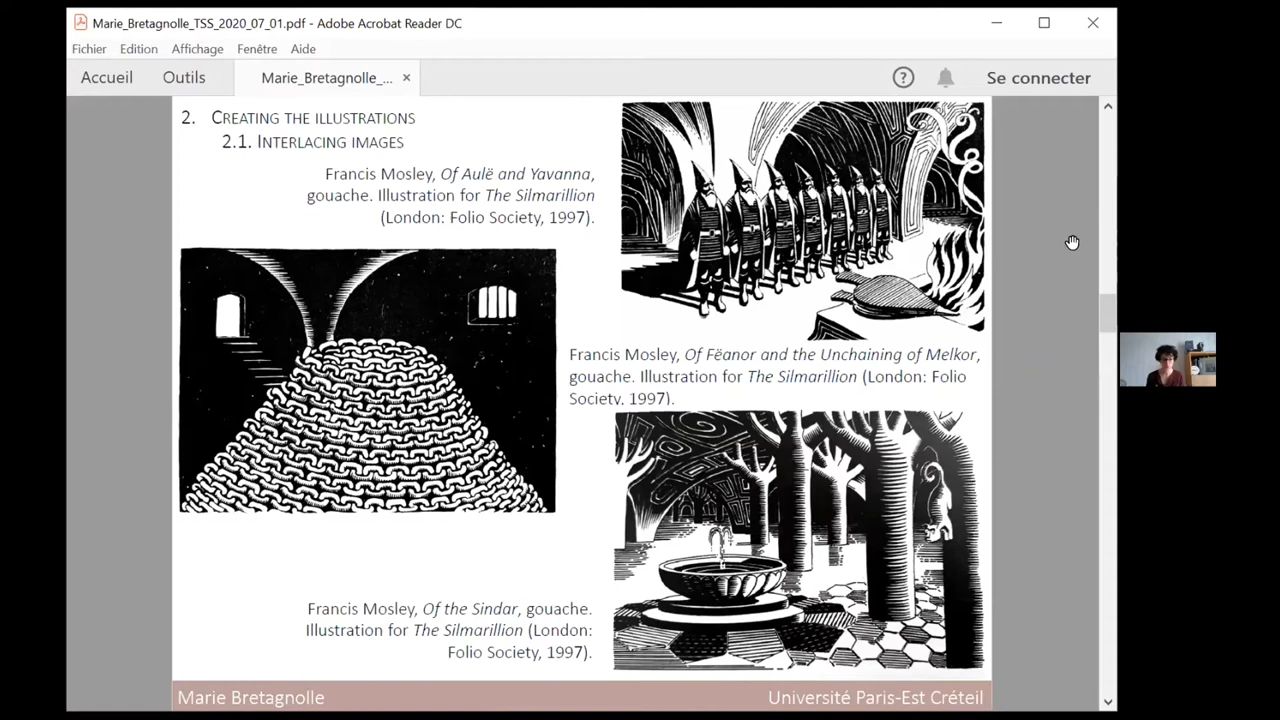 Marie_Bretagnolle_TSS_2020_07_01.pdf - Adobe Acrobat Reader DC
Fichier Edition Affichage Fenêtre Aide
Accueil Outils Marie_Bretagnolle_... × Se connecter
2. CREATING THE ILLUSTRATIONS
2.1. INTERLACING IMAGES
Francis Mosley, Of Aulë and Yavanna,
gouache. Illustration for The Silmarillion
(London: Folio Society, 1997).
Francis Mosley, Of Fëanor and the Unchaining of Melkor,
gouache. Illustration for The Silmarillion (London: Folio
Society, 1997).
Francis Mosley, Of the Sindar, gouache.
Illustration for The Silmarillion (London:
Folio Society, 1997).
Marie Bretagnolle Université Paris-Est Créteil